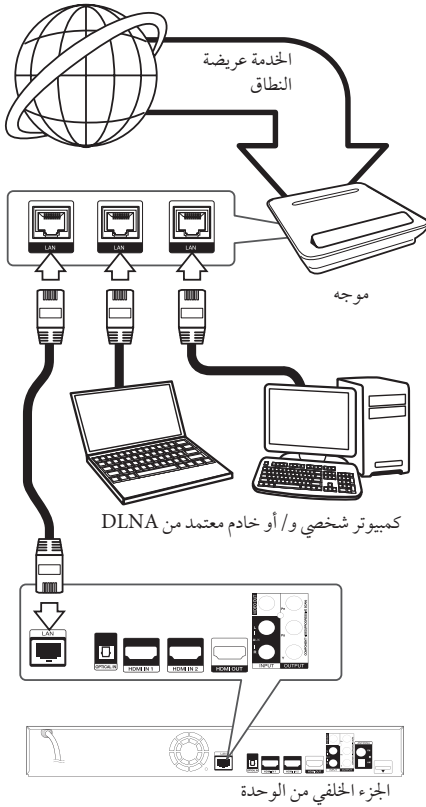 الخدمة عريضة
النطاق
LAN
LAN
LAN
موجه
كمبيوتر شخصي و/ أو خادم معتمد من DLNA
LAN
OPTICAL IN
HDMI IN 1
HDMI IN 2
HDMI OUT
INPUT
OUTPUT
الجزء الخلفي من الوحدة